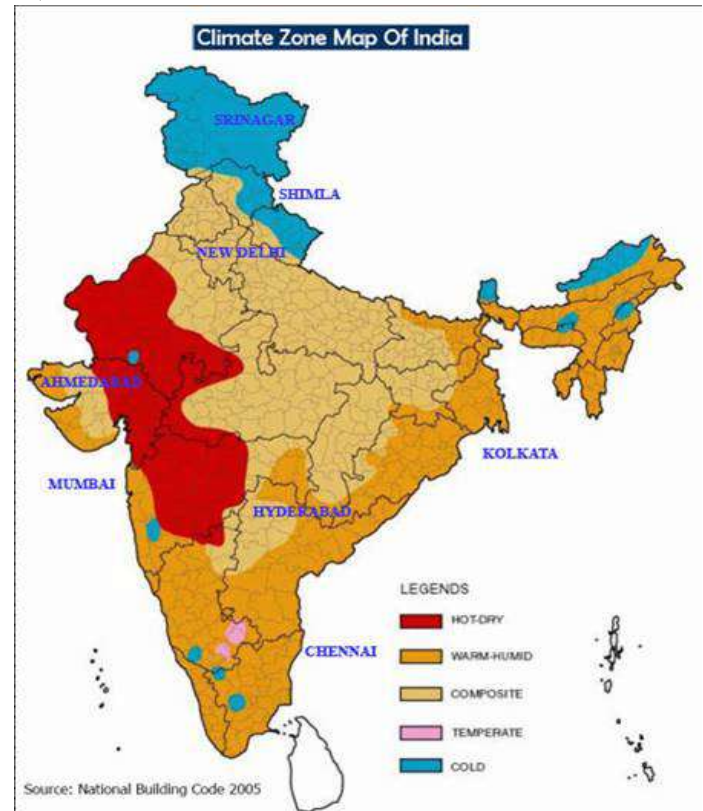 Climate Zone Map Of India
SRINAGAR
SHIMLA
NEW DELHI
AHMEDABAD
KOLKATA
MUMBAI
HYDERABAD
CHENNAI
LEGENDS
HOT-DRY
WARM-HUMID
COMPOSITE
TEMPERATE
COLD
Source: National Building Code 2005